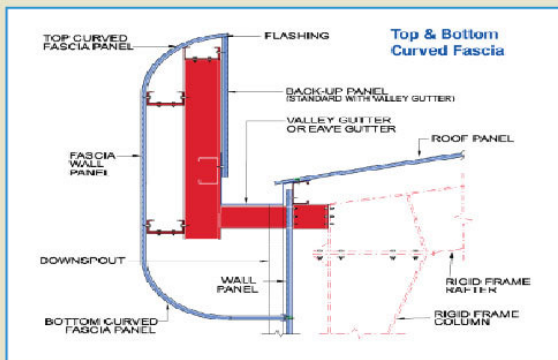 Top & Bottom
Curved Fascia
TOP CURVED
FASCIA PANEL
FLASHING
BACK-UP PANEL
(STANDARD WITH VALLEY GUTTER)
VALLEY GUTTER
OR EAVE GUTTER
ROOF PANEL
FASCIA
WALL
PANEL
DOWNSPOUT
WALL
PANEL
RIGID FRAME
RAFTER
BOTTOM CURVED
FASCIA PANEL
RIGID FRAME
COLUMN